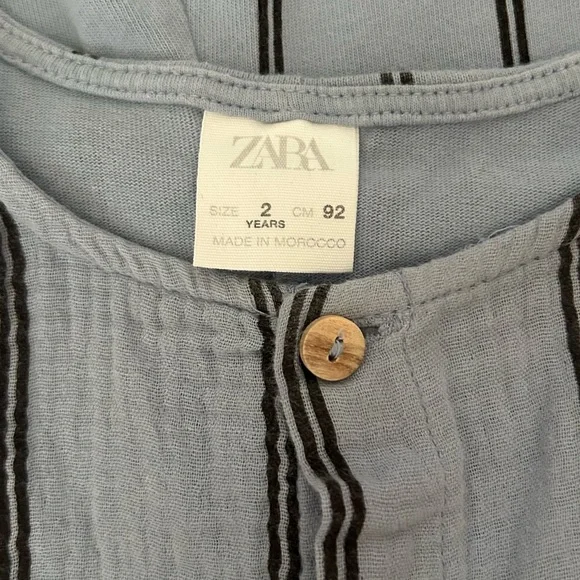 ZARA
SIZE 2 CM 92
YEARS
MADE IN MOROCCO